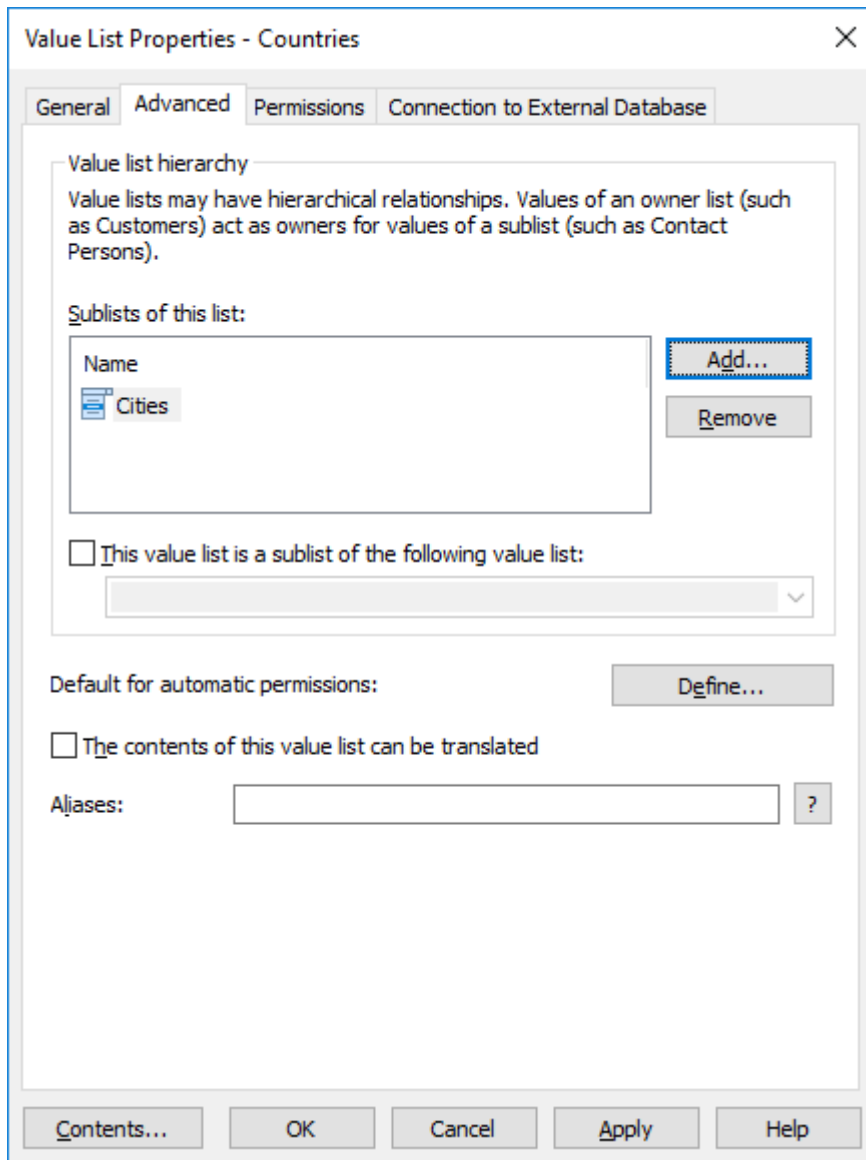 Value List Properties - Countries
General Advanced Permissions Connection to External Database
Value list hierarchy
Value lists may have hierarchical relationships. Values of an owner list (such
as Customers) act as owners for values of a sublist (such as Contact
Persons).
Sublists of this list:
Name
Add...
Cities
Remove
This value list is a sublist of the following value list:
Default for automatic permissions:
Define...
The contents of this value list can be translated
Aliases:
?
Contents... OK Cancel Apply Help